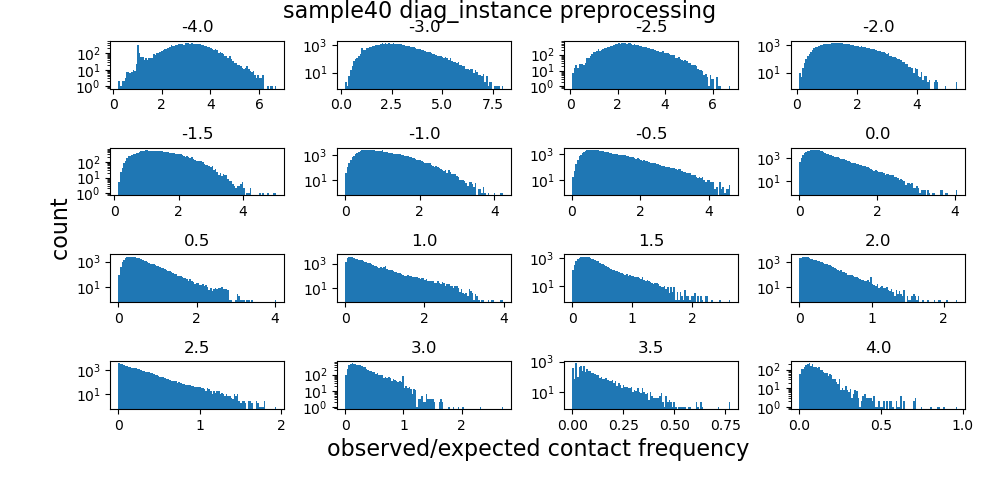 sample40 diag_instance preprocessing
-4.0 -3.0 -2.5 -2.0
10² 10¹ 10⁰ 10³ 10¹ 10² 10¹ 10⁰ 10³ 10¹
0 2 4 6 0.0 2.5 5.0 7.5 0 2 4 6 0 2 4
-1.5 -1.0 -0.5 0.0
10² 10¹ 10⁰ 10³ 10¹ 10³ 10¹ 10³ 10¹
0 2 4 0 2 4 0 2 4 0 2 4
count
0.5 1.0 1.5 2.0
10³ 10¹ 10³ 10¹ 10³ 10¹ 10³ 10¹
0 2 4 0 2 4 0 1 2 0 1 2
2.5 3.0 3.5 4.0
10³ 10¹ 10² 10¹ 10⁰ 10³ 10¹ 10² 10¹ 10⁰
0 1 2 0 1 2 0.00 0.25 0.50 0.75 0.0 0.5 1.0
observed/expected contact frequency